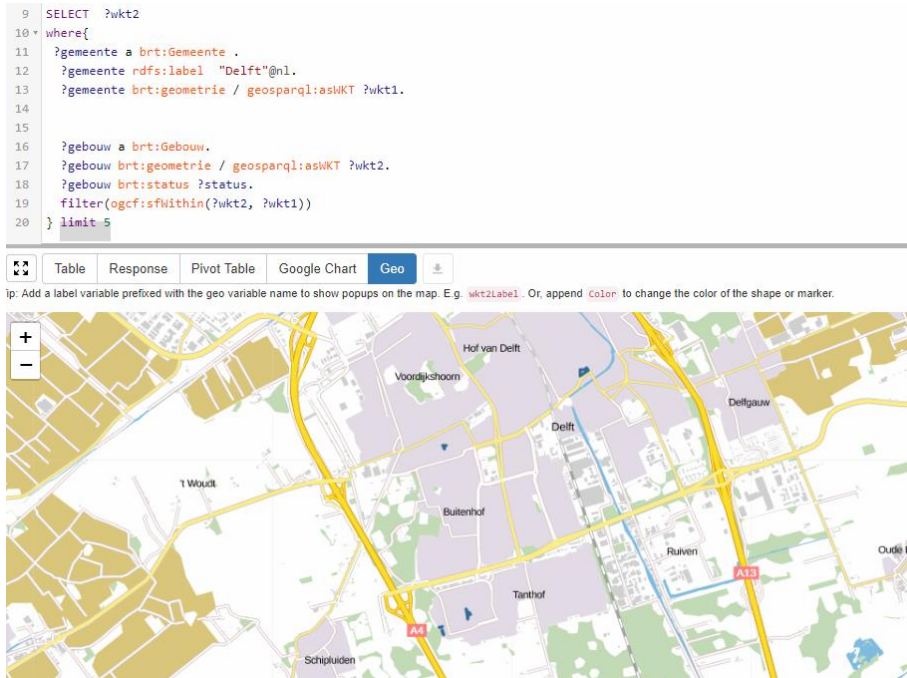 9 SELECT ?wkt2
10 where{
11 ?gemeente a brt:Gemeente .
12 ?gemeente rdfs:label "Delft"@nl.
13 ?gemeente brt:geometrie / geosparql:asWKT ?wkt1.
14
15
16 ?gebouw a brt:Gebouw.
17 ?gebouw brt:geometrie / geosparql:asWKT ?wkt2.
18 ?gebouw brt:status ?status.
19 filter(ogcf:sfWithin(?wkt2, ?wkt1))
20 } limit 5
Table Response Pivot Table Google Chart Geo
ip: Add a label variable prefixed with the geo variable name to show popups on the map. E.g. wkt2Label . Or, append Color to change the color of the shape or marker.
+
−
Hof van Delft
Voordijkshoorn
Delfgauw
Delft
't Woudt
Buitenhof
Ruiven
Oude
A13
Tanthof
A4
Schipluiden